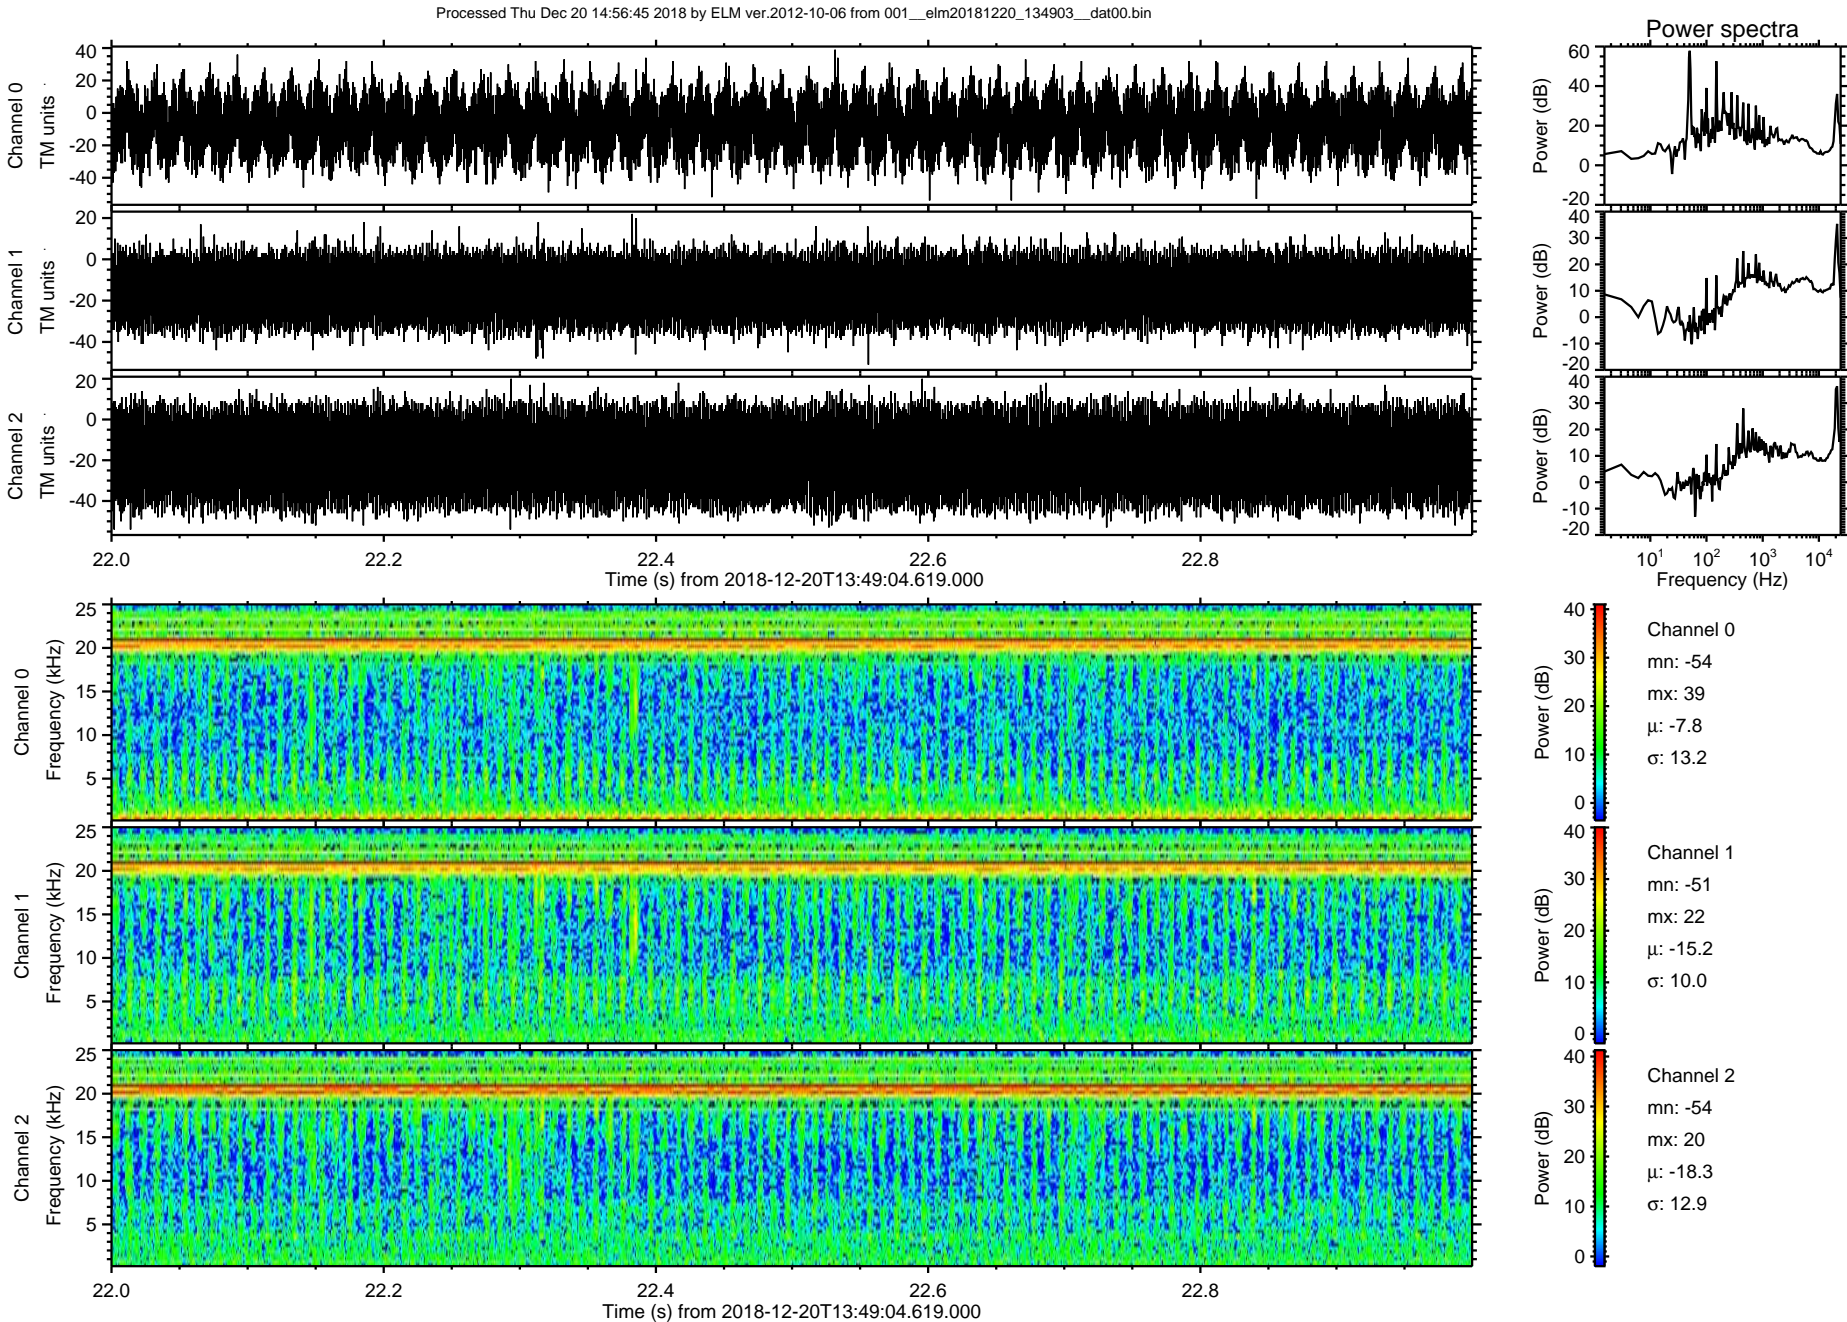 Processed Thu Dec 20 14:56:45 2018 by ELM ver.2012-10-06 from 001__elm20181220_134903__dat00.bin
Power spectra
Channel 0
TM units
40
20
0
-20
-40
Power (dB)
60
40
20
0
-20
Channel 1
TM units
20
0
-20
-40
Power (dB)
40
30
20
10
0
-10
-20
Channel 2
TM units
20
0
-20
-40
Power (dB)
40
30
20
10
0
-10
-20
22.0 22.2 22.4 22.6 22.8
Time (s) from 2018-12-20T13:49:04.619.000
10¹ 10² 10³ 10⁴
Frequency (Hz)
Channel 0
Frequency (kHz)
25
20
15
10
5
Power (dB)
40
30
20
10
0
Channel 0
mn: -54
mx: 39
μ: -7.8
σ: 13.2
Channel 1
Frequency (kHz)
25
20
15
10
5
Power (dB)
40
30
20
10
0
Channel 1
mn: -51
mx: 22
μ: -15.2
σ: 10.0
Channel 2
Frequency (kHz)
25
20
15
10
5
Power (dB)
40
30
20
10
0
Channel 2
mn: -54
mx: 20
μ: -18.3
σ: 12.9
22.0 22.2 22.4 22.6 22.8
Time (s) from 2018-12-20T13:49:04.619.000